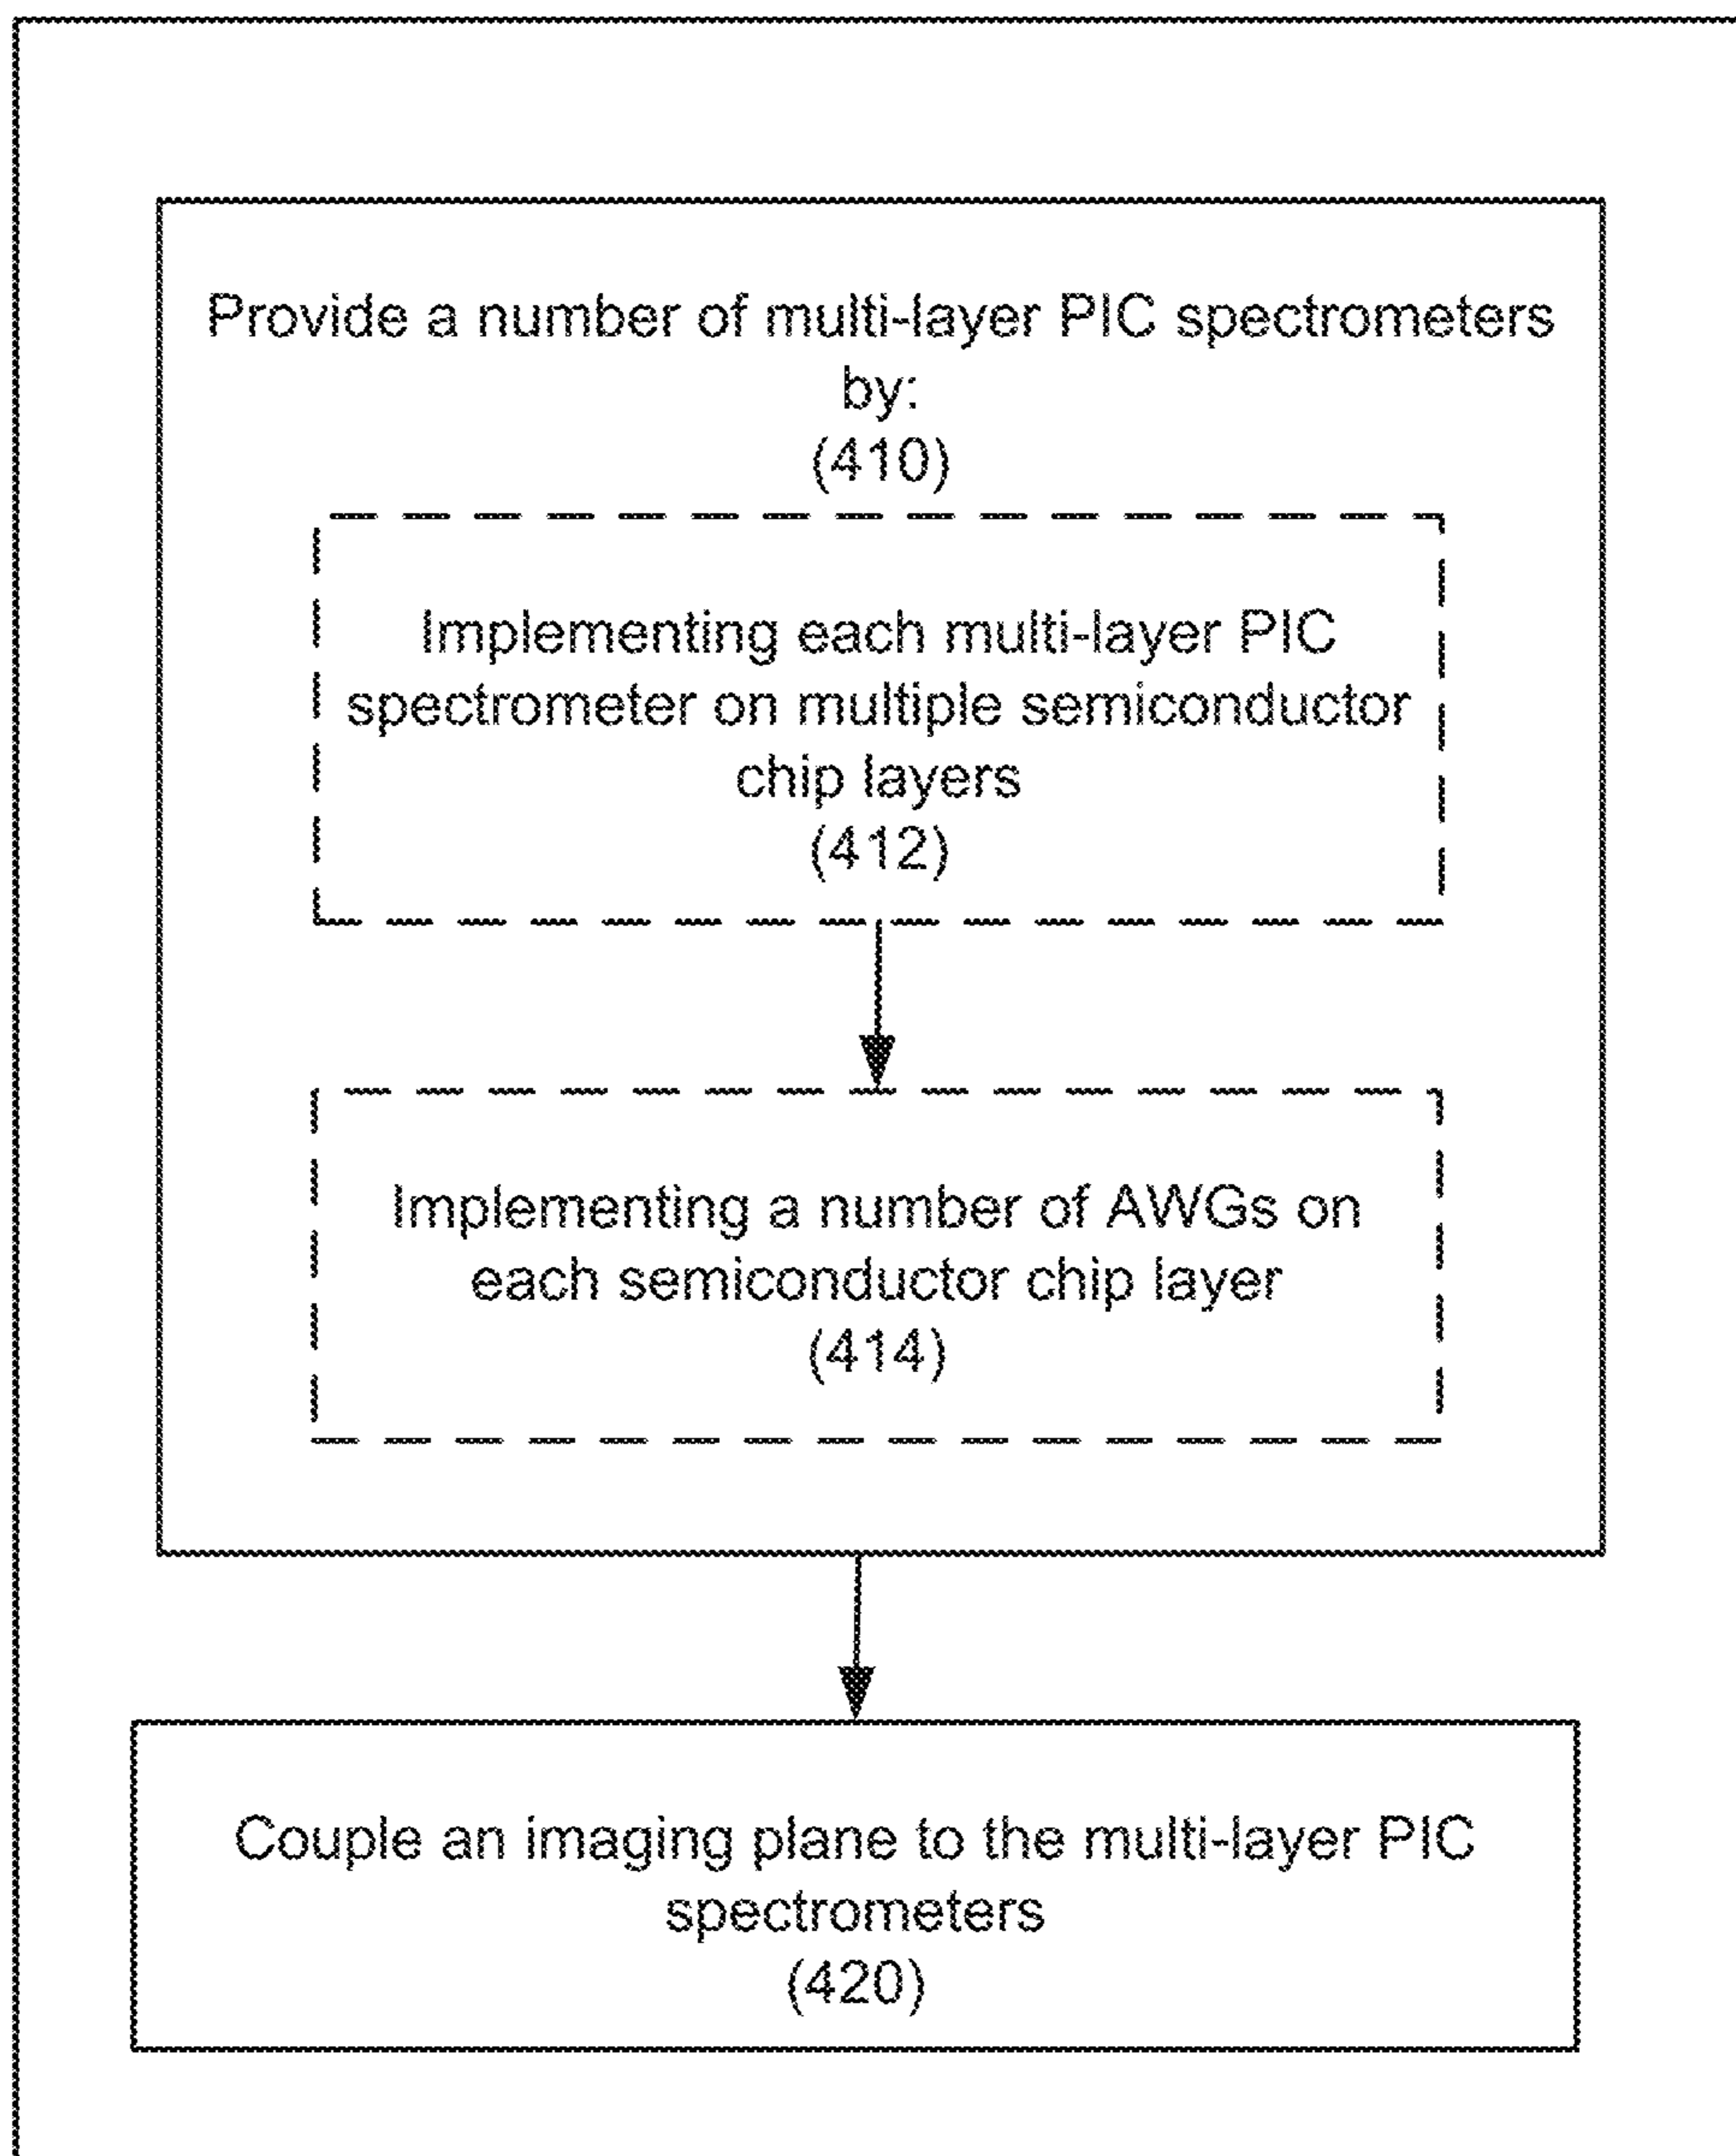 Provide a number of multi-layer PIC spectrometers
by:
(410)
Implementing each multi-layer PIC
spectrometer on multiple semiconductor
chip layers
(412)
Implementing a number of AWGs on
each semiconductor chip layer
(414)
Couple an imaging plane to the multi-layer PIC
spectrometers
(420)